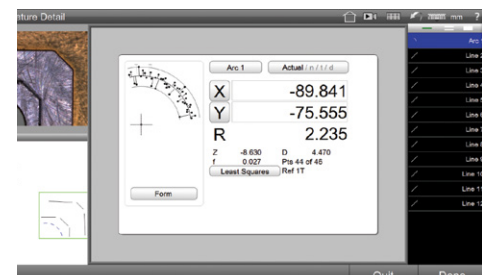 ture Detail
mm ?
Arc 1
Actual / n / t / d
X -89.841
Y -75.555
R 2.235
Z -8.630 D 4.470
f 0.027 Pts 44 of 46
Least Squares Ref 1T
Form
Arc
Line 2
Line 3
Line 4
Line 5
Line 6
Line 7
Line 8
Line 9
Line 10
Line 11
Line 12
Quit Done